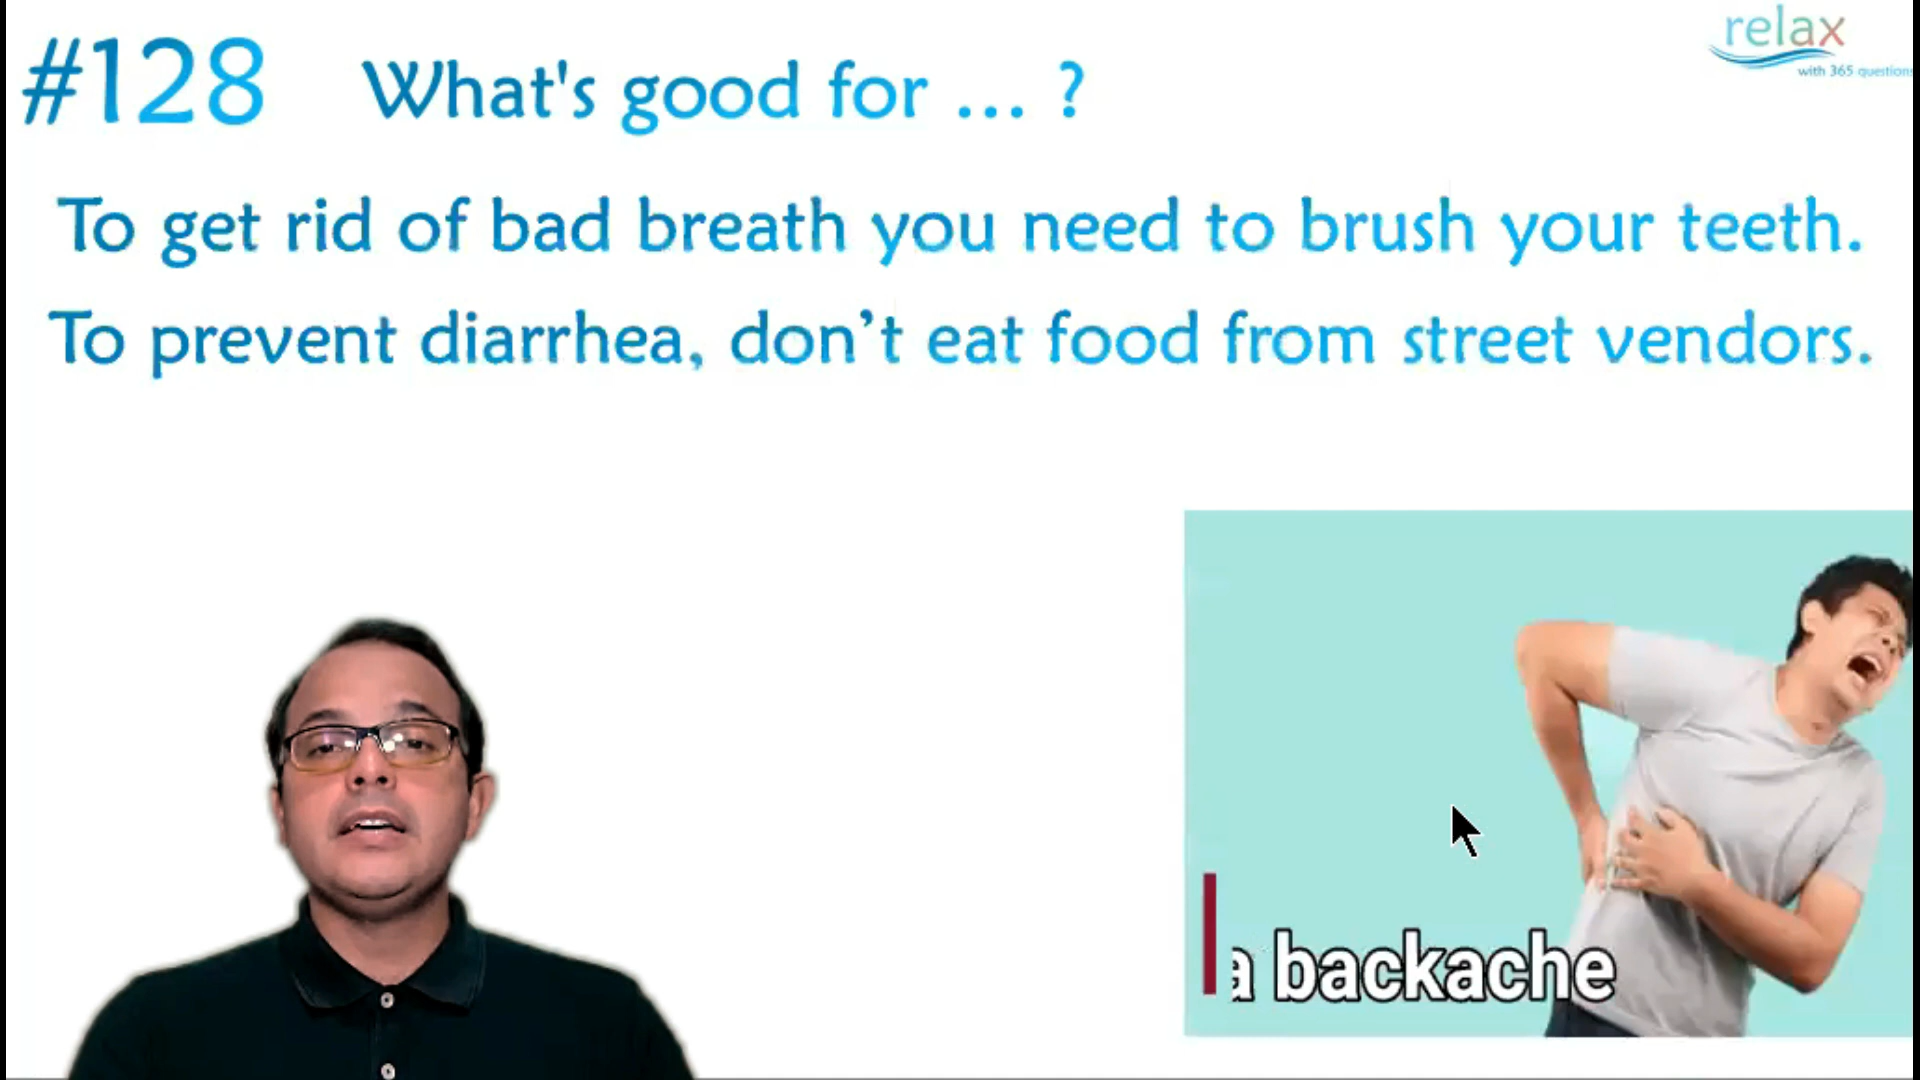 #128 What's good for ... ?
relax
with 365 questions
To get rid of bad breath you need to brush your teeth.
To prevent diarrhea, don’t eat food from street vendors.
a backache